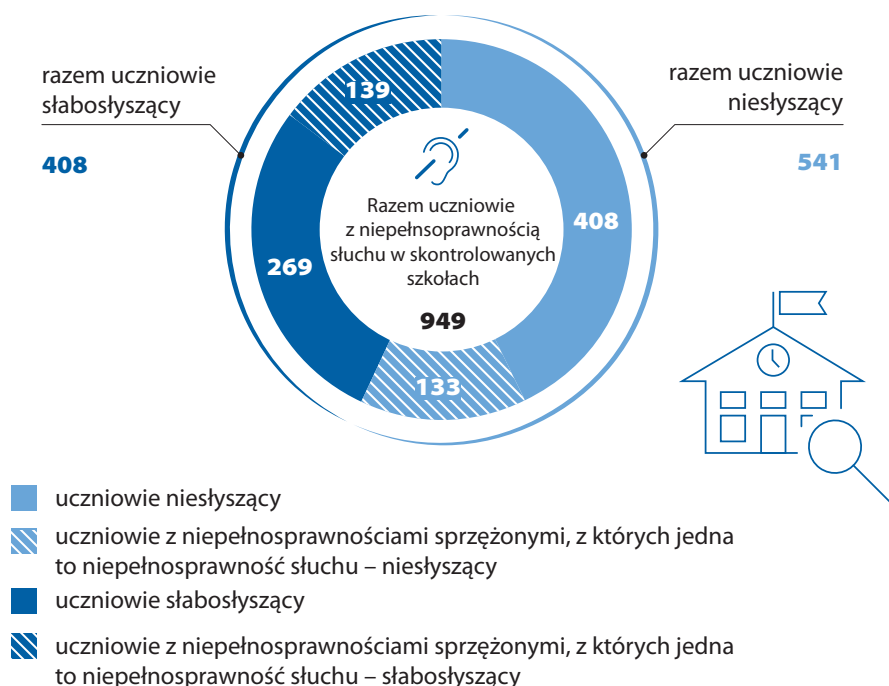 razem uczniowie
słabosłyszący
408
razem uczniowie
niesłyszący
541
139
408
269
133
Razem uczniowie
z niepełnsoprawnością
słuchu w skontrolowanych
szkołach
949
uczniowie niesłyszący
uczniowie z niepełnosprawnościami sprzężonymi, z których jedna
to niepełnosprawność słuchu – niesłyszący
uczniowie słabosłyszący
uczniowie z niepełnosprawnościami sprzężonymi, z których jedna
to niepełnosprawność słuchu – słabosłyszący